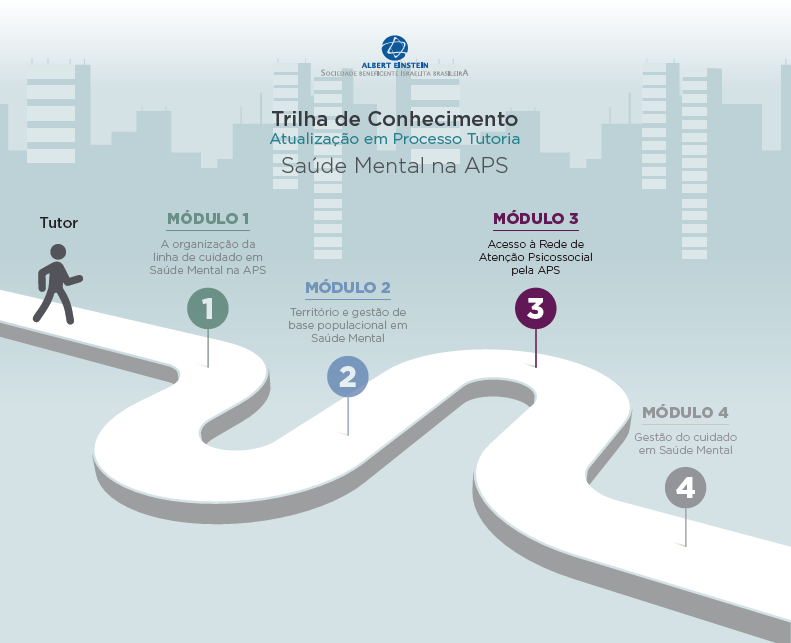 ALBERT EINSTEIN
SOCIEDADE BENEFICENTE ISRAELITA BRASILEIRA
Trilha de Conhecimento
Atualização em Processo Tutoria
Saúde Mental na APS
Tutor
MÓDULO 1
A organização da
linha de cuidado em
Saúde Mental na APS
1
MÓDULO 2
Território e gestão de
base populacional em
Saúde Mental
2
MÓDULO 3
Acesso à Rede de
Atenção Psicossocial
pela APS
3
MÓDULO 4
Gestão do cuidado
em Saúde Mental
4